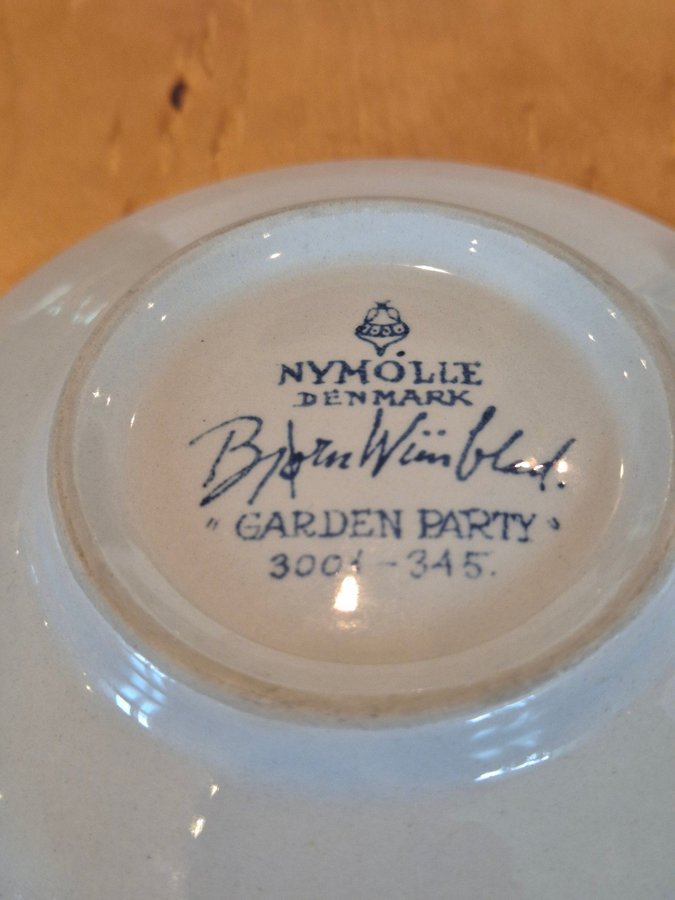 NYMÖLLE
DENMARK
Bjørn Wiinblad.
"GARDEN PARTY"
3001-345.